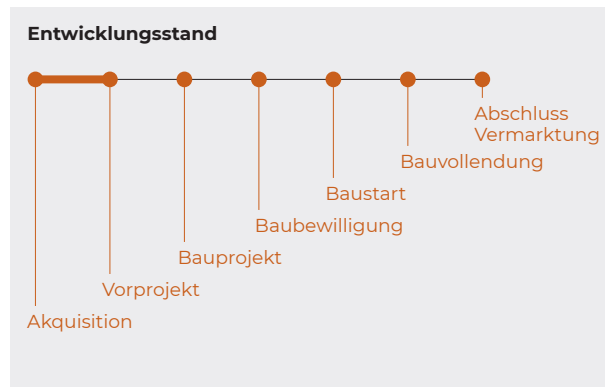 Entwicklungsstand
Abschluss
Vermarktung
Bauvollendung
Baustart
Baubewilligung
Bauprojekt
Vorprojekt
Akquisition